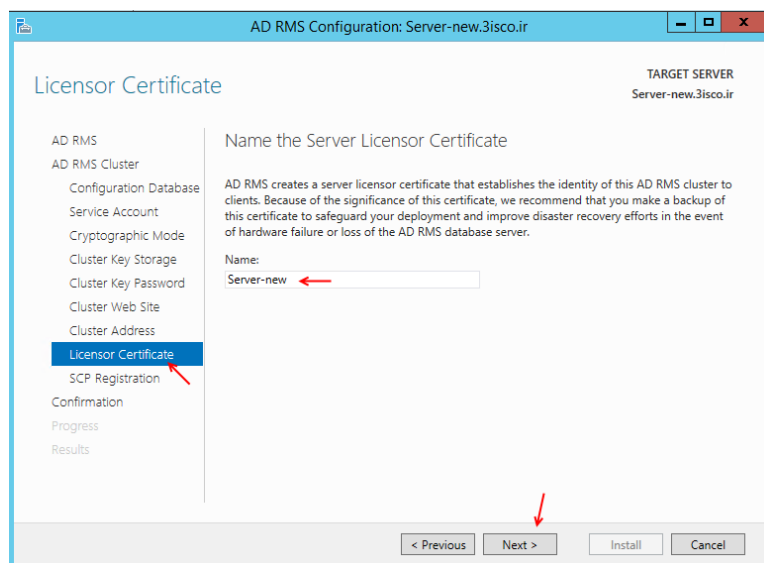 AD RMS Configuration: Server-new.3isco.ir
Licensor Certificate
TARGET SERVER
Server-new.3isco.ir
AD RMS
AD RMS Cluster
Configuration Database
Service Account
Cryptographic Mode
Cluster Key Storage
Cluster Key Password
Cluster Web Site
Cluster Address
Licensor Certificate
SCP Registration
Confirmation
Progress
Results
Name the Server Licensor Certificate
AD RMS creates a server licensor certificate that establishes the identity of this AD RMS cluster to
clients. Because of the significance of this certificate, we recommend that you make a backup of
this certificate to safeguard your deployment and improve disaster recovery efforts in the event
of hardware failure or loss of the AD RMS database server.
Name:
Server-new
< Previous
Next >
Install
Cancel